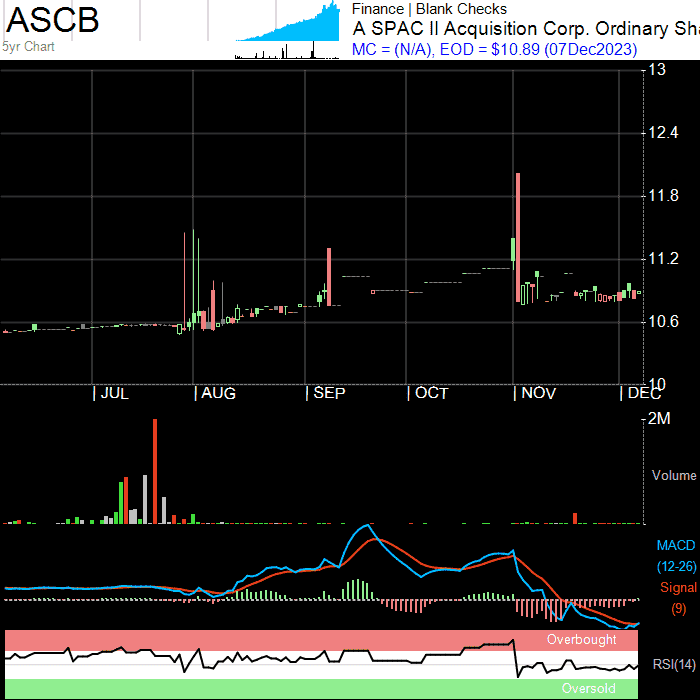 ASCB
5yr Chart
Finance | Blank Checks
A SPAC II Acquisition Corp. Ordinary Sha
MC = (N/A), EOD = $10.89 (07Dec2023)
13
12.4
11.8
11.2
10.6
10
| JUL | AUG | SEP | OCT | NOV | DEC
2M
Volume
MACD
(12-26)
Signal
(9)
Overbought
RSI(14)
Oversold